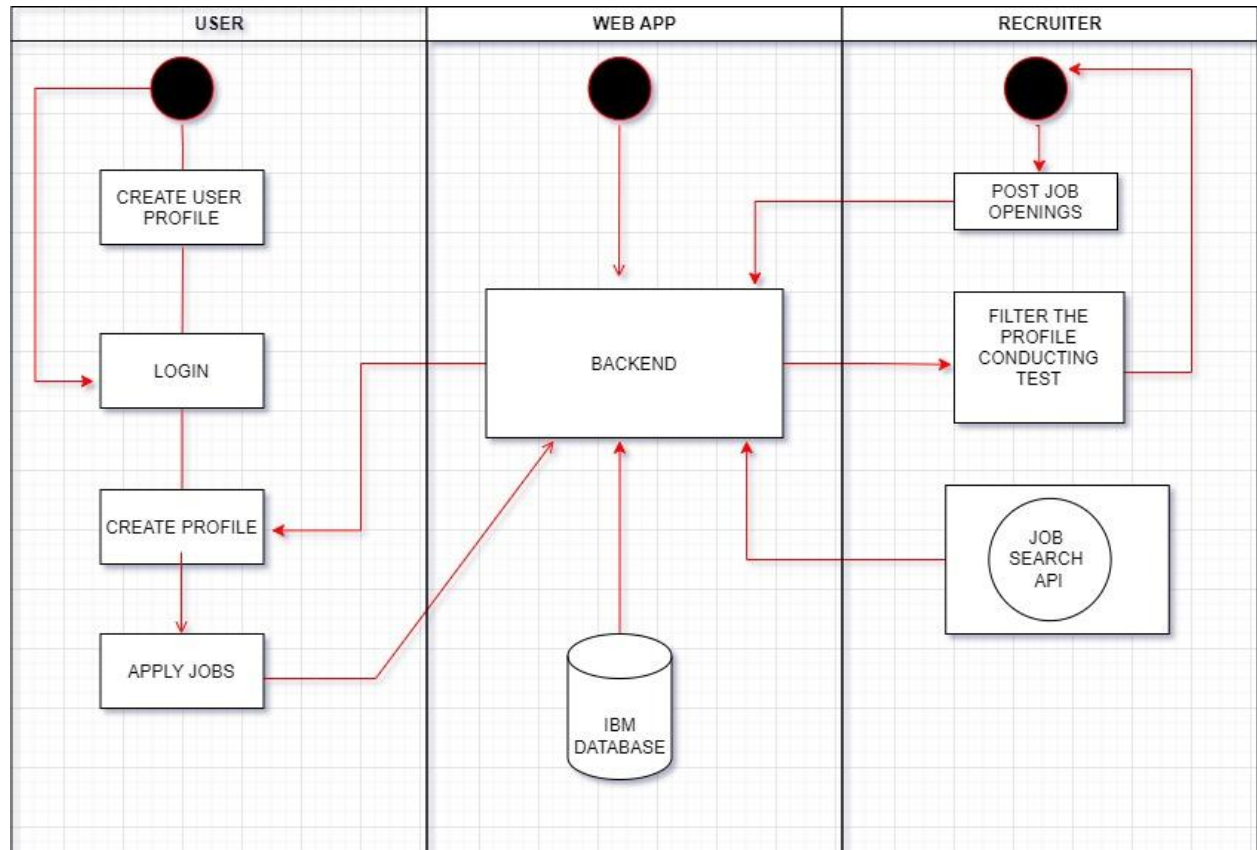 USER
WEB APP
RECRUITER
CREATE USER
PROFILE
LOGIN
CREATE PROFILE
APPLY JOBS
BACKEND
IBM
DATABASE
POST JOB
OPENINGS
FILTER THE
PROFILE
CONDUCTING
TEST
JOB
SEARCH
API